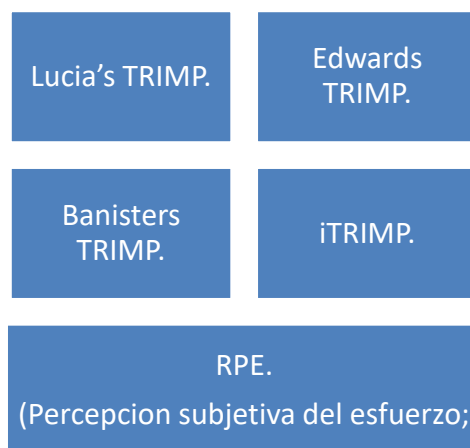 Lucia's TRIMP.
Edwards
TRIMP.
Banisters
TRIMP.
iTRIMP.
RPE.
(Percepcion subjetiva del esfuerzo;